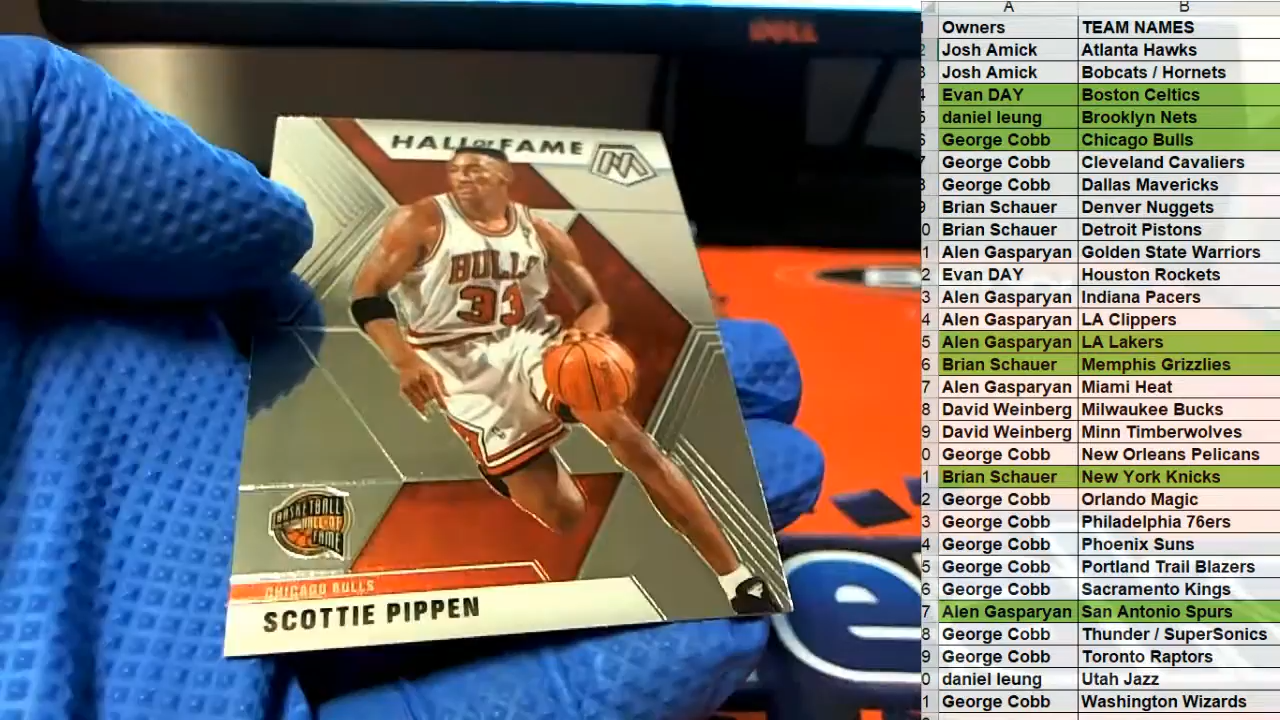 DELL
HALL OF FAME
BULLS
33
BASKETBALL
HALL OF
FAME
CHICAGO BULLS
SCOTTIE PIPPEN
e
A B
Owners TEAM NAMES
Josh Amick Atlanta Hawks
Josh Amick Bobcats / Hornets
Evan DAY Boston Celtics
daniel leung Brooklyn Nets
George Cobb Chicago Bulls
George Cobb Cleveland Cavaliers
George Cobb Dallas Mavericks
Brian Schauer Denver Nuggets
Brian Schauer Detroit Pistons
Alen Gasparyan Golden State Warriors
Evan DAY Houston Rockets
Alen Gasparyan Indiana Pacers
Alen Gasparyan LA Clippers
Alen Gasparyan LA Lakers
Brian Schauer Memphis Grizzlies
Alen Gasparyan Miami Heat
David Weinberg Milwaukee Bucks
David Weinberg Minn Timberwolves
George Cobb New Orleans Pelicans
Brian Schauer New York Knicks
George Cobb Orlando Magic
George Cobb Philadelphia 76ers
George Cobb Phoenix Suns
George Cobb Portland Trail Blazers
George Cobb Sacramento Kings
Alen Gasparyan San Antonio Spurs
George Cobb Thunder / SuperSonics
George Cobb Toronto Raptors
daniel leung Utah Jazz
George Cobb Washington Wizards